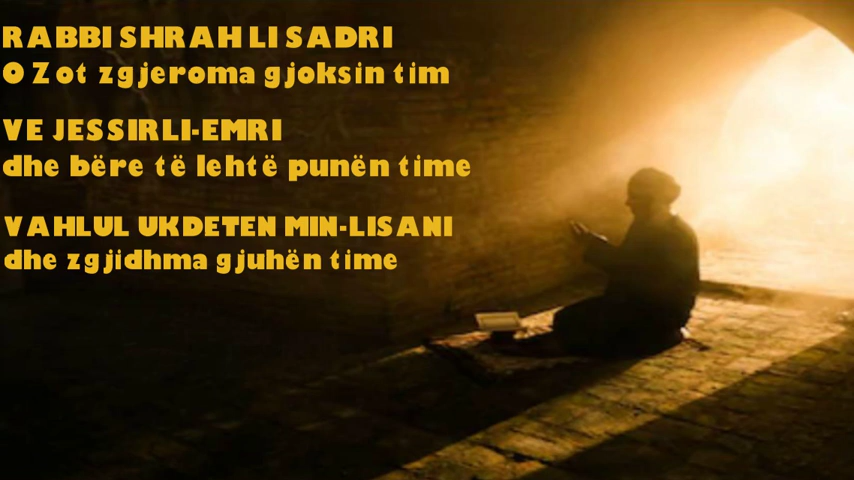 RABBI SHRAH LI SADRI
O Zot zgjeroma gjoksin tim
VE JESSIRLI-EMRI
dhe bëre të lehtë punën time
VAHLUL UKDETEN MIN-LISANI
dhe zgjidhma gjuhën time